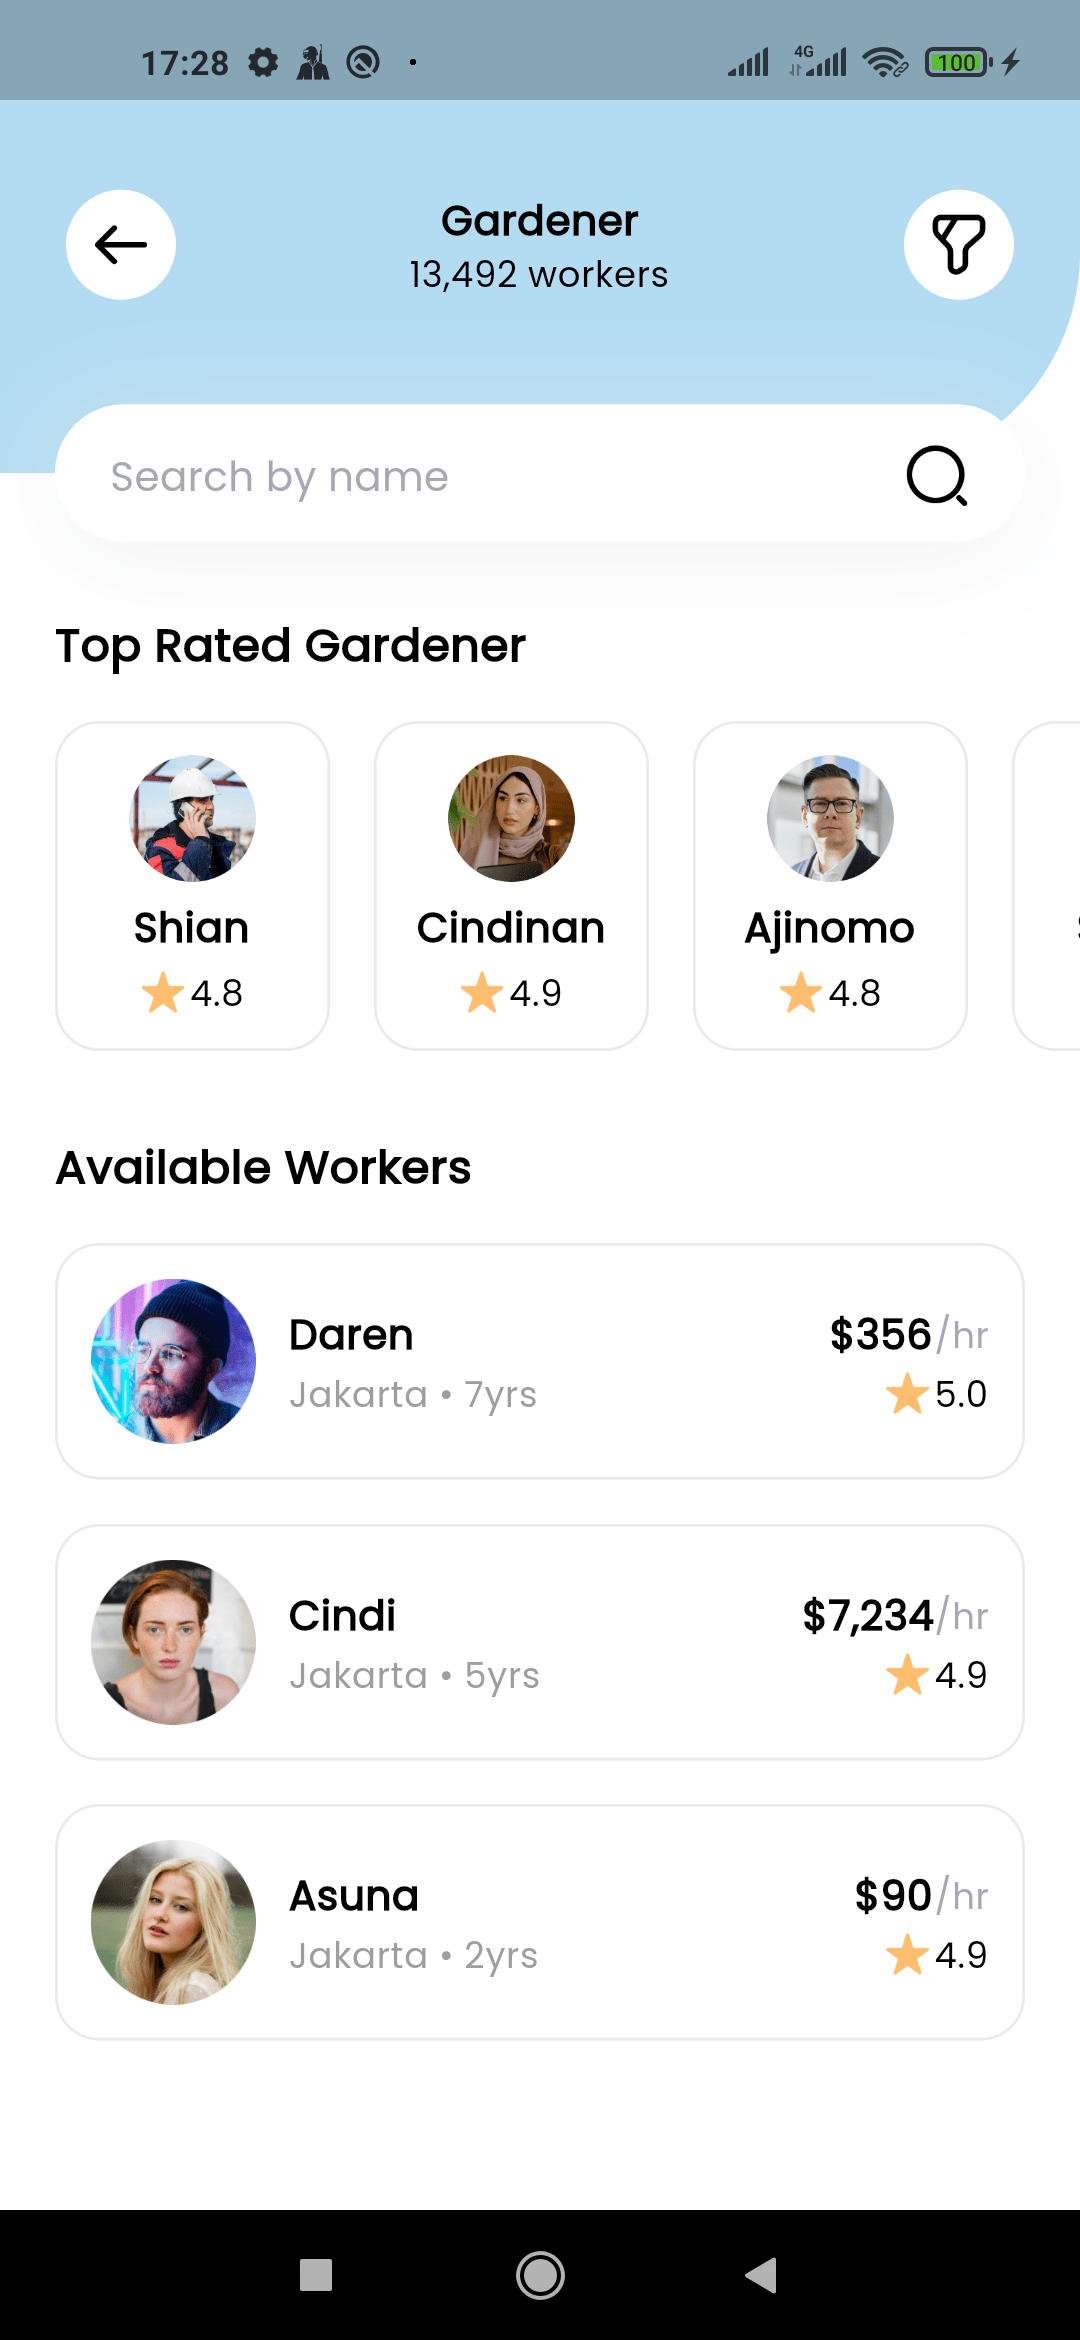 17:28
4G
100
Gardener
13,492 workers
Search by name
Top Rated Gardener
Shian
4.8
Cindinan
4.9
Ajinomo
4.8
Available Workers
Daren
$356/hr
Jakarta • 7yrs
5.0
Cindi
$7,234/hr
Jakarta • 5yrs
4.9
Asuna
$90/hr
Jakarta • 2yrs
4.9